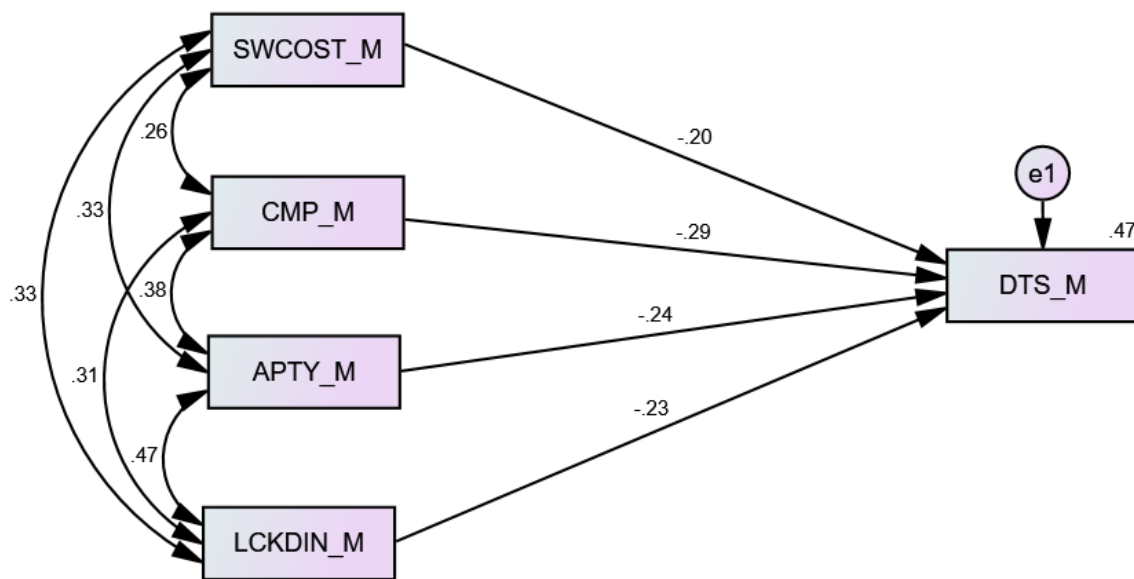 SWCOST_M
-.20
e1
.26
CMP_M
-.29
.47
.33
DTS_M
.38
.33
-.24
.31
APTY_M
-.23
.47
LCKDIN_M